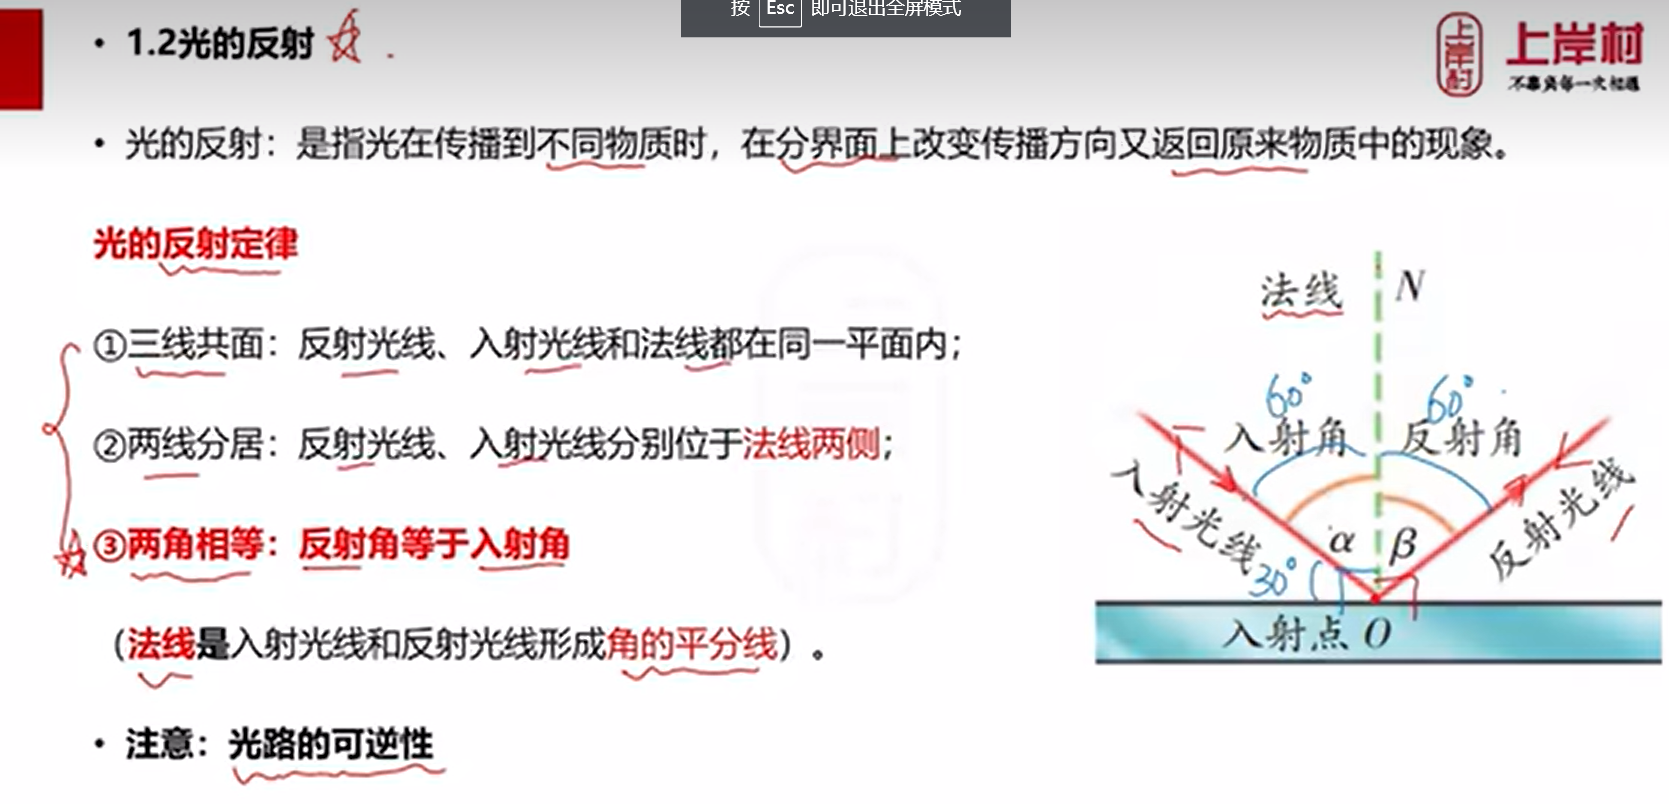 按 Esc 即可退出全屏模式
• 1.2光的反射
上岸村
上岸村
不辜负每一次相遇
• 光的反射：是指光在传播到不同物质时，在分界面上改变传播方向又返回原来物质中的现象。
光的反射定律
①三线共面：反射光线、入射光线和法线都在同一平面内；
②两线分居：反射光线、入射光线分别位于法线两侧；
③两角相等：反射角等于入射角
（法线是入射光线和反射光线形成角的平分线）。
• 注意：光路的可逆性
法线 N
60° 60°
入射角 反射角
入射光线
反射光线
α β
30°
入射点 O